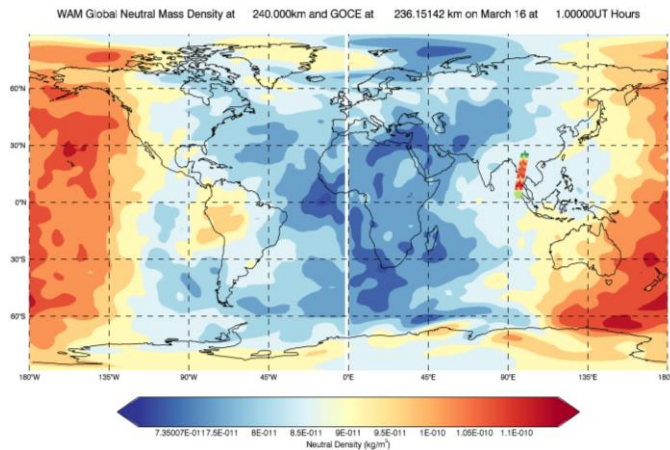 WAM Global Neutral Mass Density at 240.000km and GOCE at 236.15142 km on March 16 at 1.00000UT Hours
60°N
30°N
0°N
30°S
60°S
180°W 135°W 90°W 45°W 0°E 45°E 90°E 135°E 180°
7.35007E-011 7.5E-011 8E-011 8.5E-011 9E-011 9.5E-011 1E-010 1.05E-010 1.1E-010
Neutral Density (kg/m³)